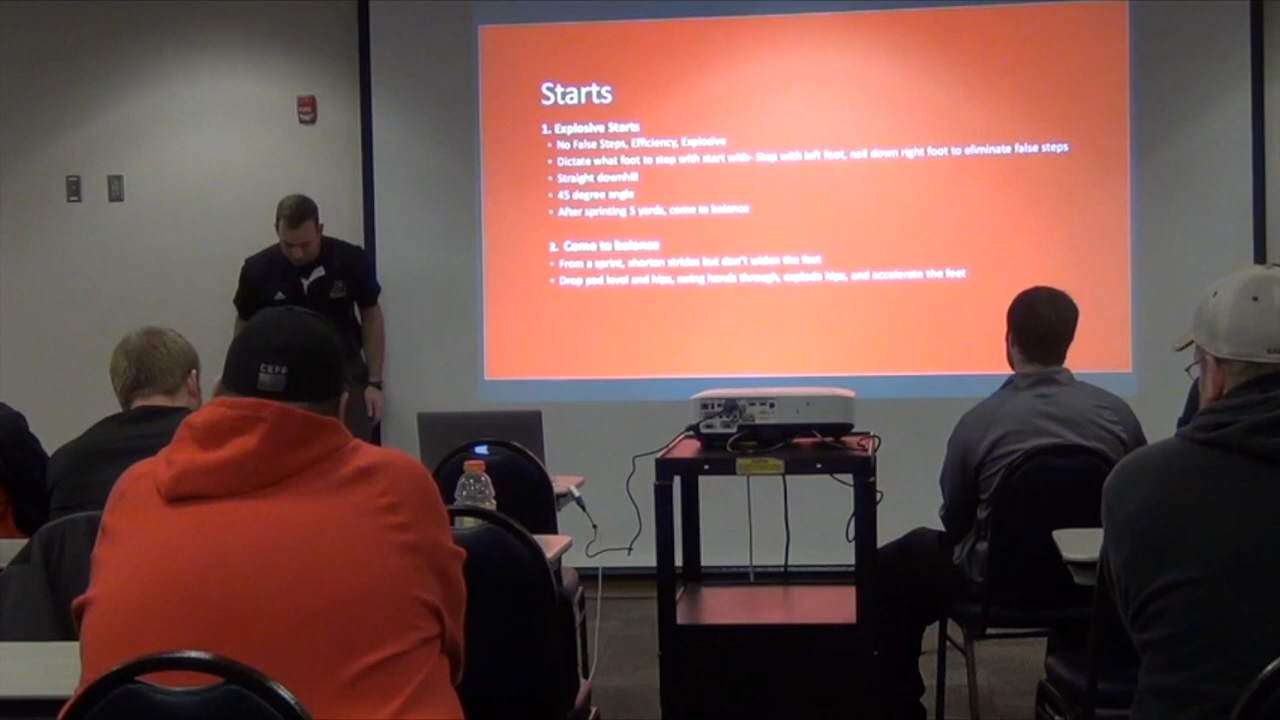 Starts
1. Explosive Starts
• No False Steps, Efficiency, Explosive
• Dictate what foot to step with start with- Step with left foot, nail down right foot to eliminate false steps
• Straight downhill
• 45 degree angle
• After sprinting 5 yards, come to balance
2. Come to balance
• From a sprint, shorten strides but don't widen the feet
• Drop pad level and hips, swing hands through, explode hips, and accelerate the feet
CKFP